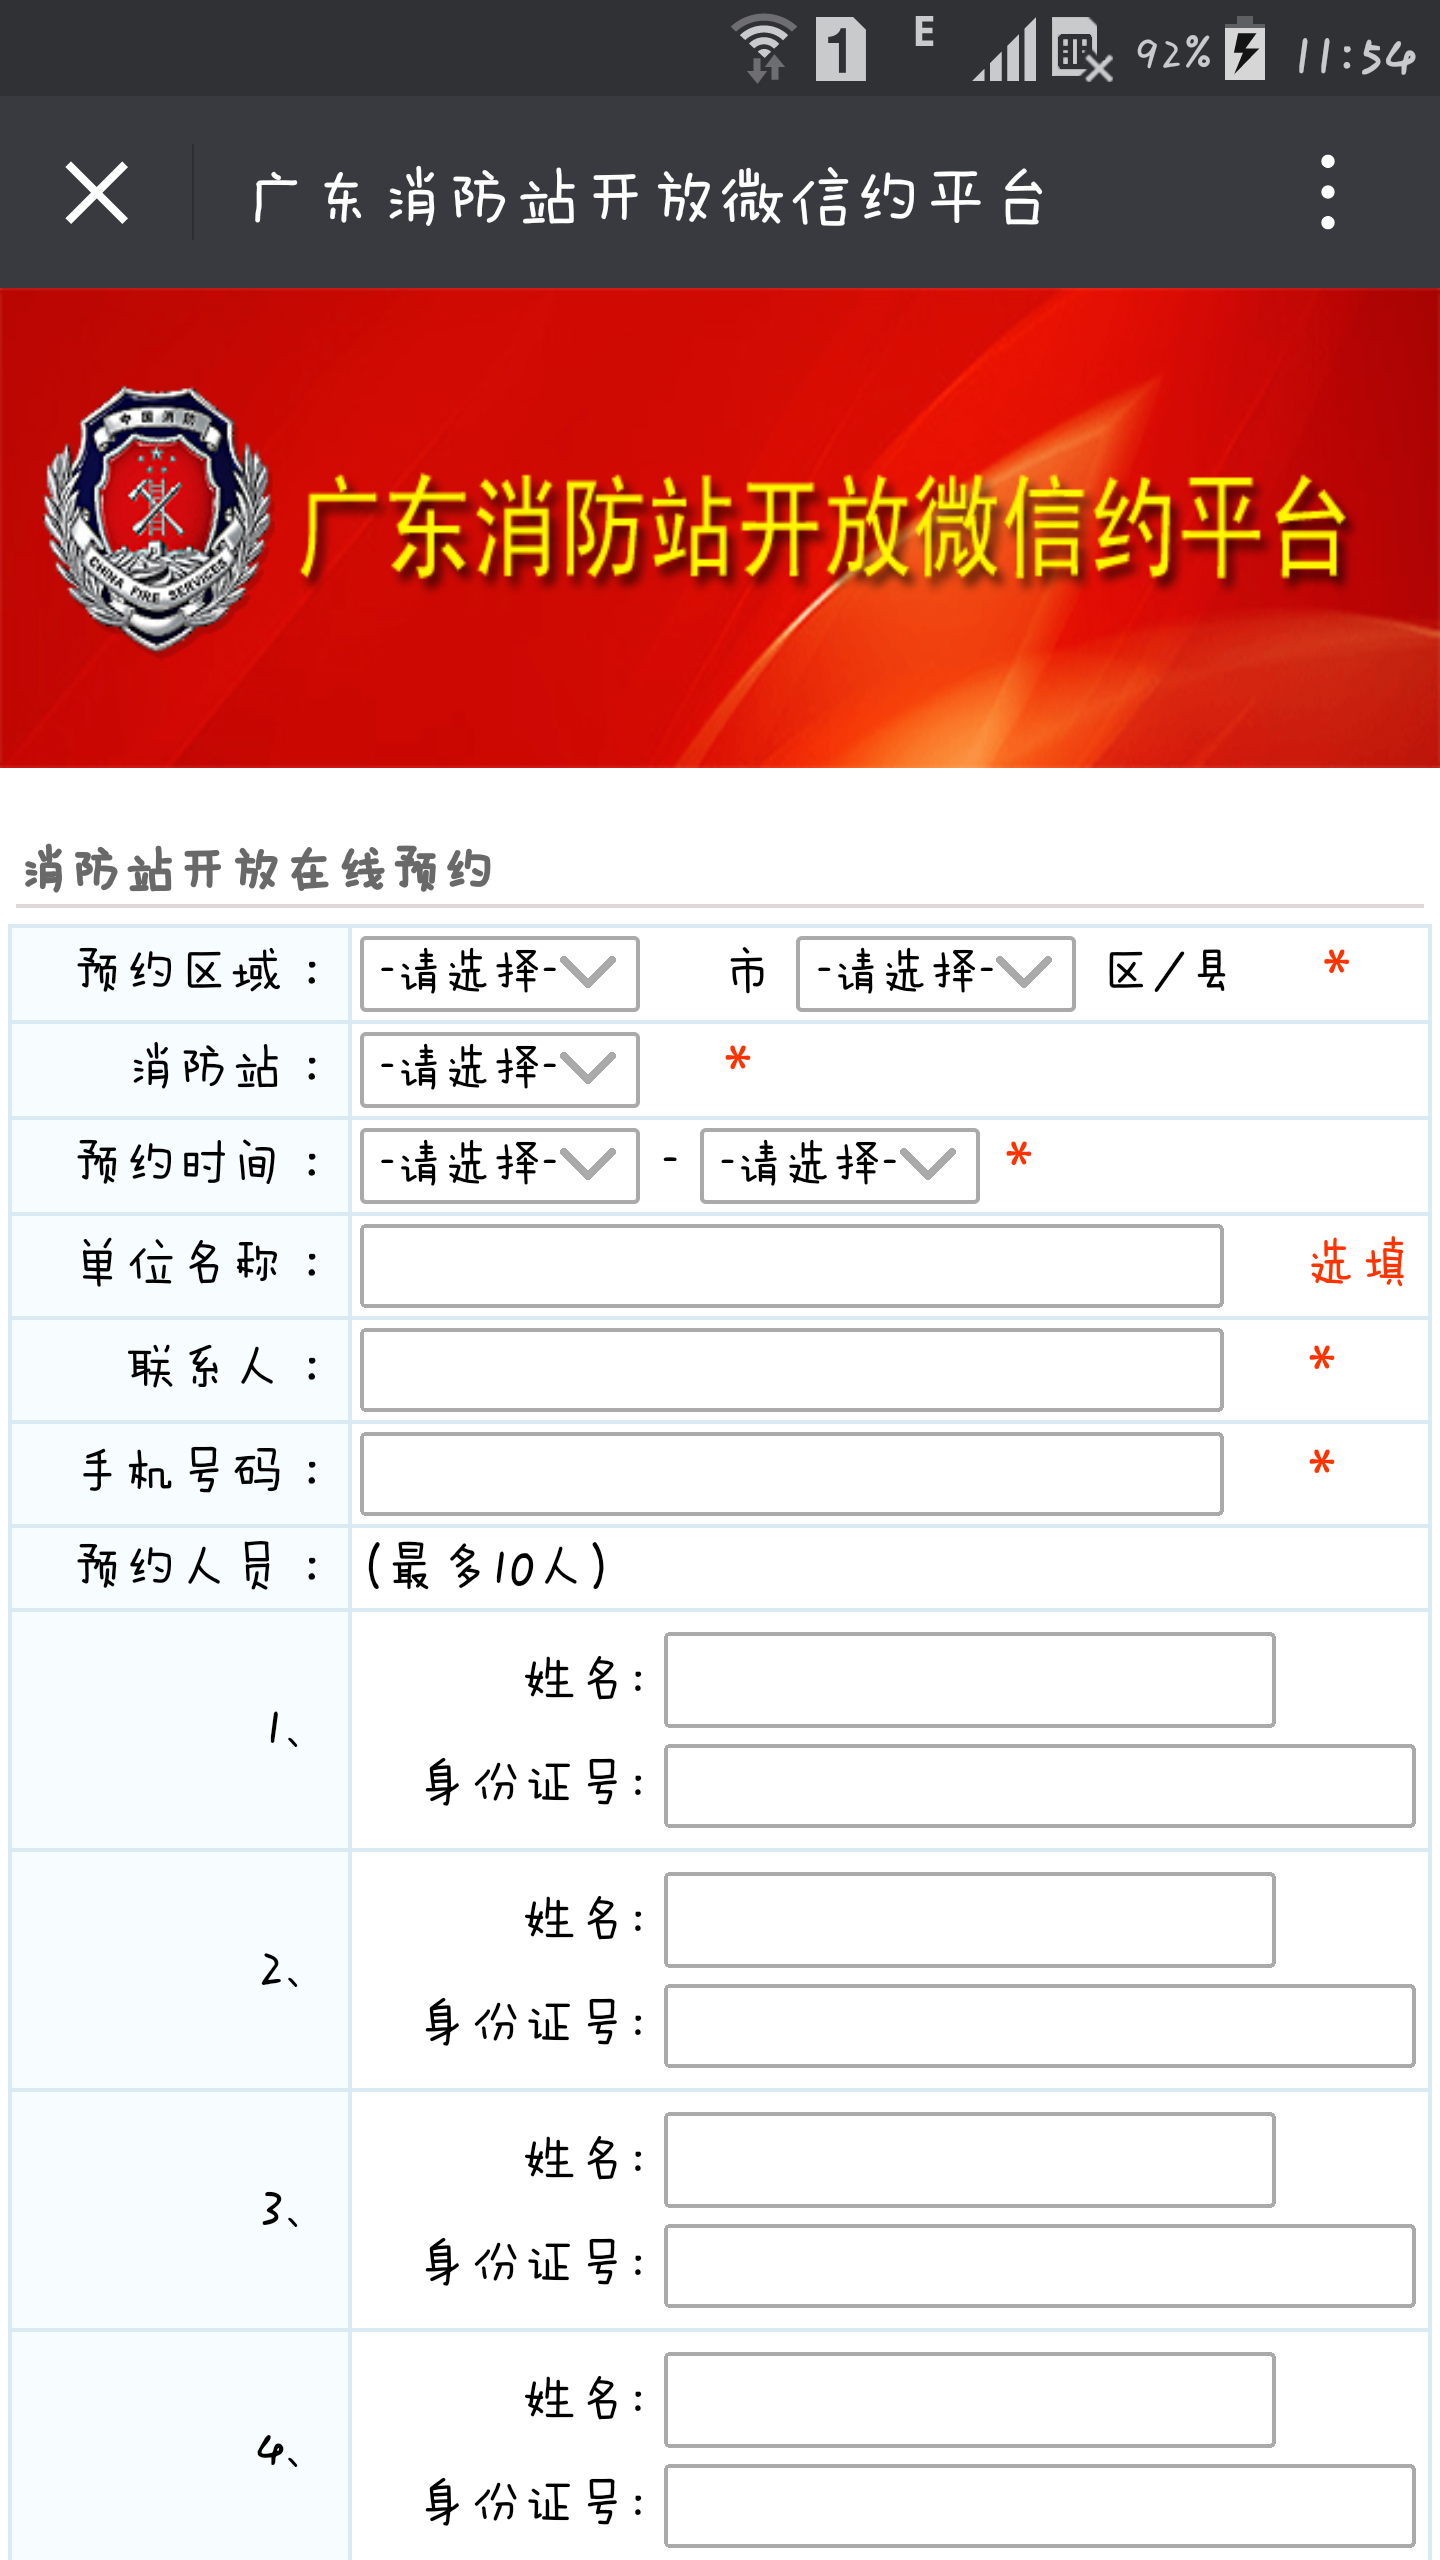 1 E 92% 11:54
广东消防站开放微信约平台
中国消防
CHINA FIRE SERVICES
广东消防站开放微信约平台
消防站开放在线预约
预约区域： -请选择- 市 -请选择- 区/县 *
消防站： -请选择- *
预约时间： -请选择- - -请选择- *
单位名称： 选填
联系人： *
手机号码： *
预约人员： (最多10人)
姓名:
1、
身份证号:
姓名:
2、
身份证号:
姓名:
3、
身份证号:
姓名:
4、
身份证号: